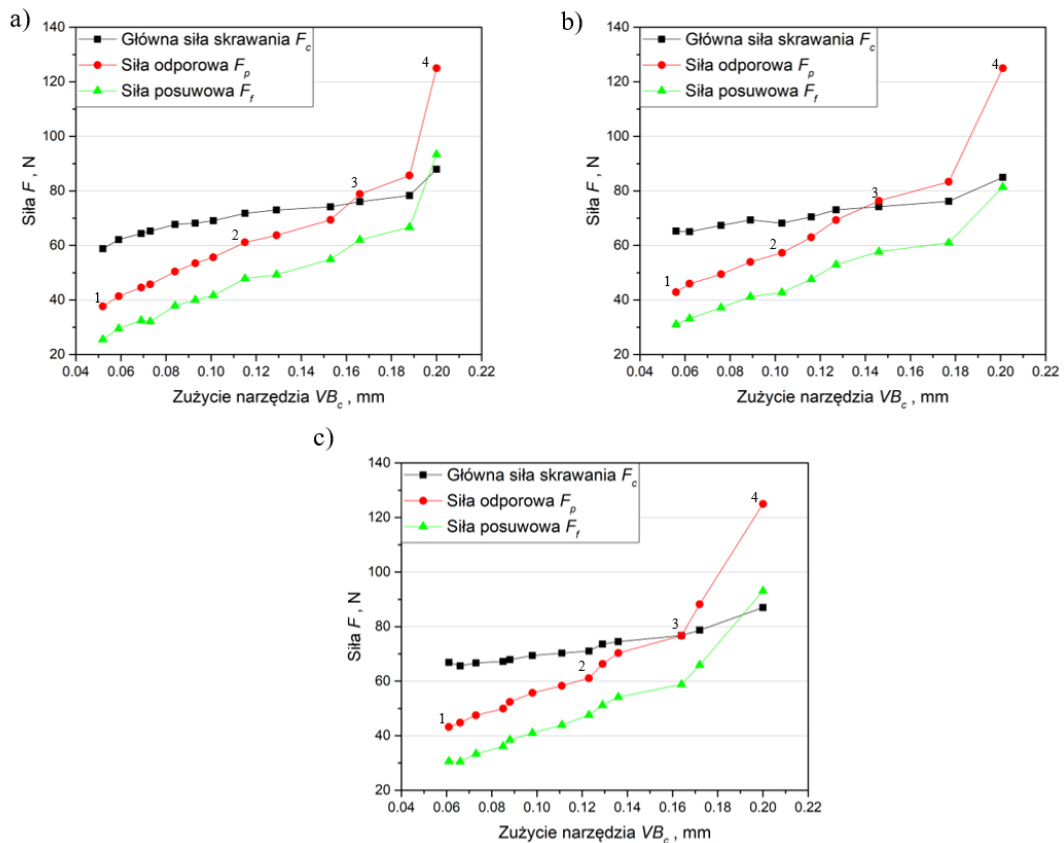 a)
140
120
100
80
60
40
20
Siła F , N
Główna siła skrawania Fc
Siła odporowa Fp
Siła posuwowa Ff
1
2
3
4
0.04 0.06 0.08 0.10 0.12 0.14 0.16 0.18 0.20 0.22
Zużycie narzędzia VBc , mm
b)
140
120
100
80
60
40
20
Siła F , N
Główna siła skrawania Fc
Siła odporowa Fp
Siła posuwowa Ff
1
2
3
4
0.04 0.06 0.08 0.10 0.12 0.14 0.16 0.18 0.20 0.22
Zużycie narzędzia VBc , mm
c)
140
120
100
80
60
40
20
Siła F , N
Główna siła skrawania Fc
Siła odporowa Fp
Siła posuwowa Ff
1
2
3
4
0.04 0.06 0.08 0.10 0.12 0.14 0.16 0.18 0.20 0.22
Zużycie narzędzia VBc , mm